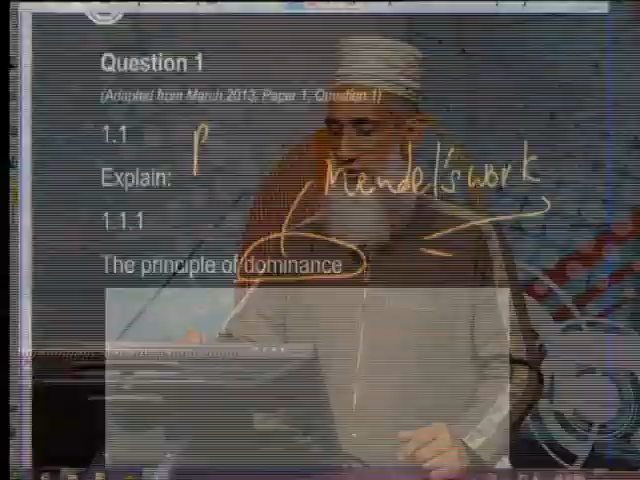 Question 1
(Adapted from March 2013, Paper 1, Question 1)
1.1
P
Explain:
Mendel's work
1.1.1
The principle of dominance